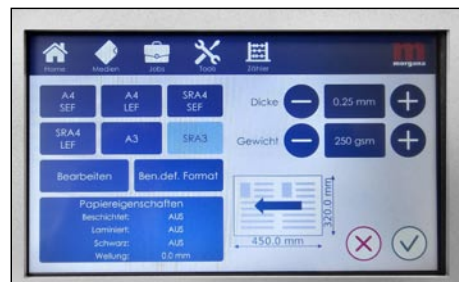 Home Medien Jobs Tools Zähler morgana
A4 SEF
A4 LEF
SRA4 SEF
Dicke 0.25 mm
SRA4 LEF
A3
SRA3
Gewicht 250 gsm
Bearbeiten
Ben.def. Format
Papiereigenschaften
Beschichtet: AUS
Laminiert: AUS
Schwarz: AUS
Wellung: 0.0 mm
320.0 mm
450.0 mm